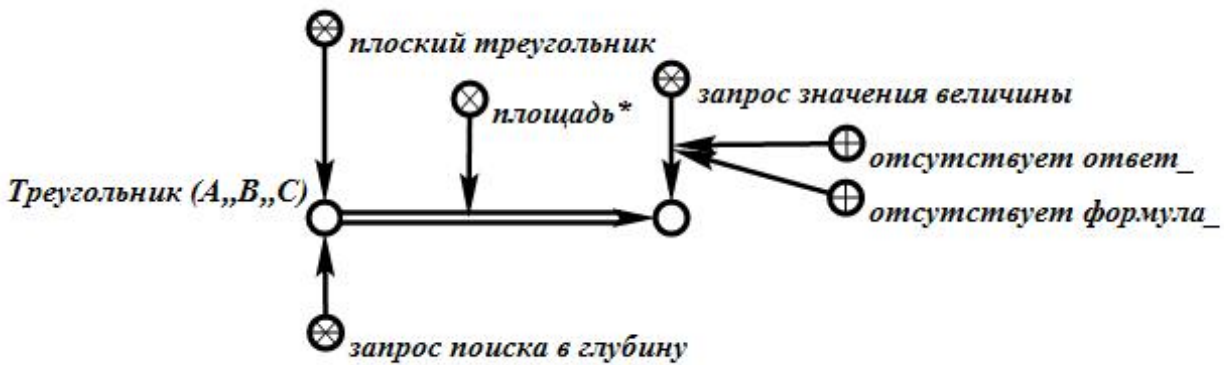 плоский треугольник
площадь*
запрос значения величины
отсутствует ответ_
Треугольник (A,,B,,C)
отсутствует формула_
запрос поиска в глубину